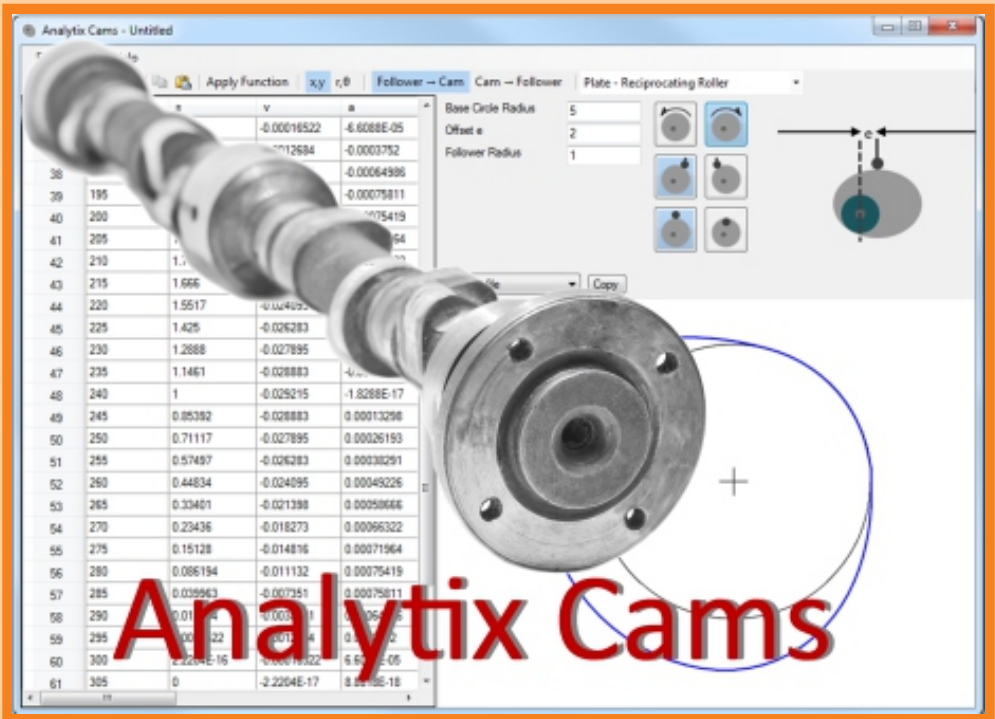 Analytix Cams - Untitled
Apply Function x,y r,θ Follower → Cam Cam → Follower Plate - Reciprocating Roller
s v a
-0.00016522 -6.6088E-05
-0.0003752
38 -0.00064986
39 195 -0.00075811
40 200
41 205
42 210
43 215 1.666
44 220 1.5517
45 225 1.425 -0.026283
46 230 1.2888 -0.027895
47 235 1.1461 -0.028883
48 240 1 -0.029215 -1.8288E-17
49 245 0.85392 -0.028883 0.00013298
50 250 0.71117 -0.027895 0.00026193
51 255 0.57497 -0.026283 0.00038291
52 260 0.44834 -0.024095 0.00049226
53 265 0.33401 -0.021398 0.00058666
54 270 0.23436 -0.018273 0.00066322
55 275 0.15128 -0.014816 0.00071964
56 280 0.086194 -0.011132 0.00075419
57 285 0.039963 -0.007351 0.00075811
58 290
59 295
60 300 2.2204E-16
61 305 0 -2.2204E-17
Base Circle Radius 5
Offset e 2
Follower Radius 1
e
Copy
Analytix Cams